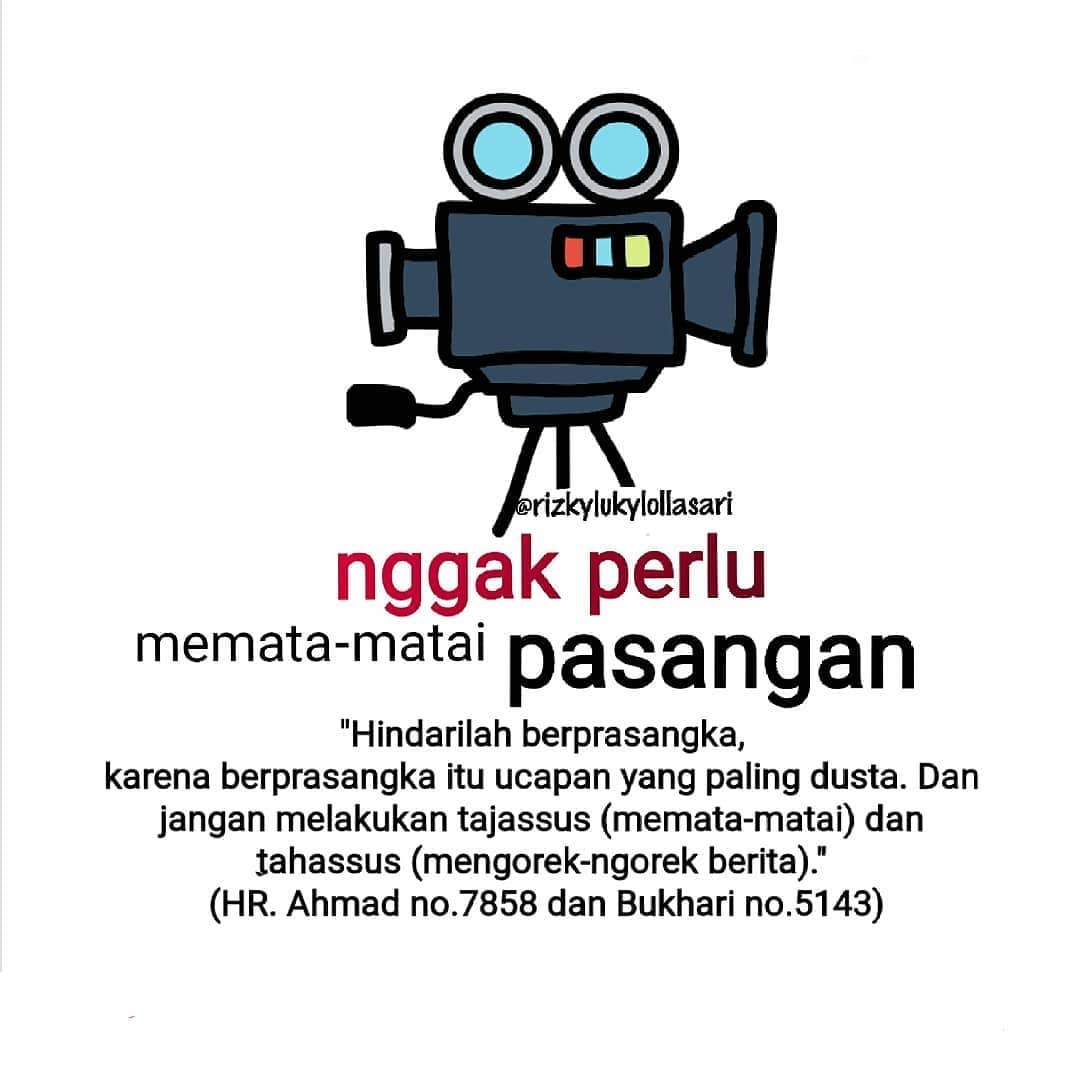 @rizkylukylollasari
nggak perlu
memata-matai pasangan
"Hindarilah berprasangka,
karena berprasangka itu ucapan yang paling dusta. Dan
jangan melakukan tajassus (memata-matai) dan
tahassus (mengorek-ngorek berita)."
(HR. Ahmad no.7858 dan Bukhari no.5143)